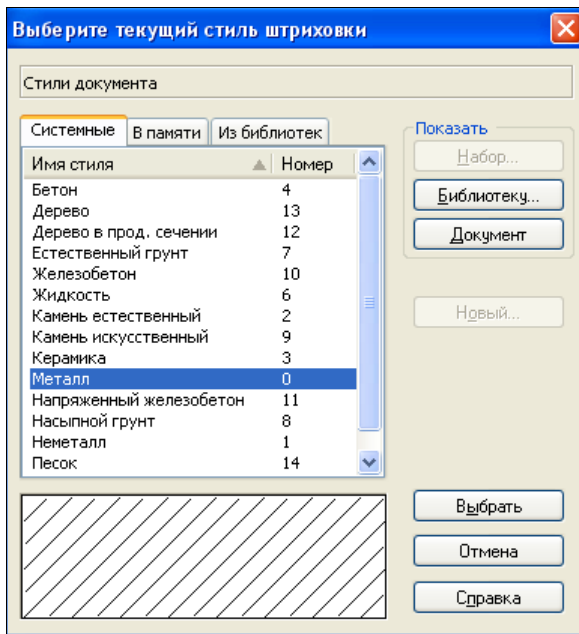 Выберите текущий стиль штриховки
Стили документа
Системные В памяти Из библиотек
Имя стиля Номер
Бетон 4
Дерево 13
Дерево в прод. сечении 12
Естественный грунт 7
Железобетон 10
Жидкость 6
Камень естественный 2
Камень искусственный 9
Керамика 3
Металл 0
Напряженный железобетон 11
Насыпной грунт 8
Неметалл 1
Песок 14
Показать
Набор...
Библиотеку...
Документ
Новый...
Выбрать
Отмена
Справка